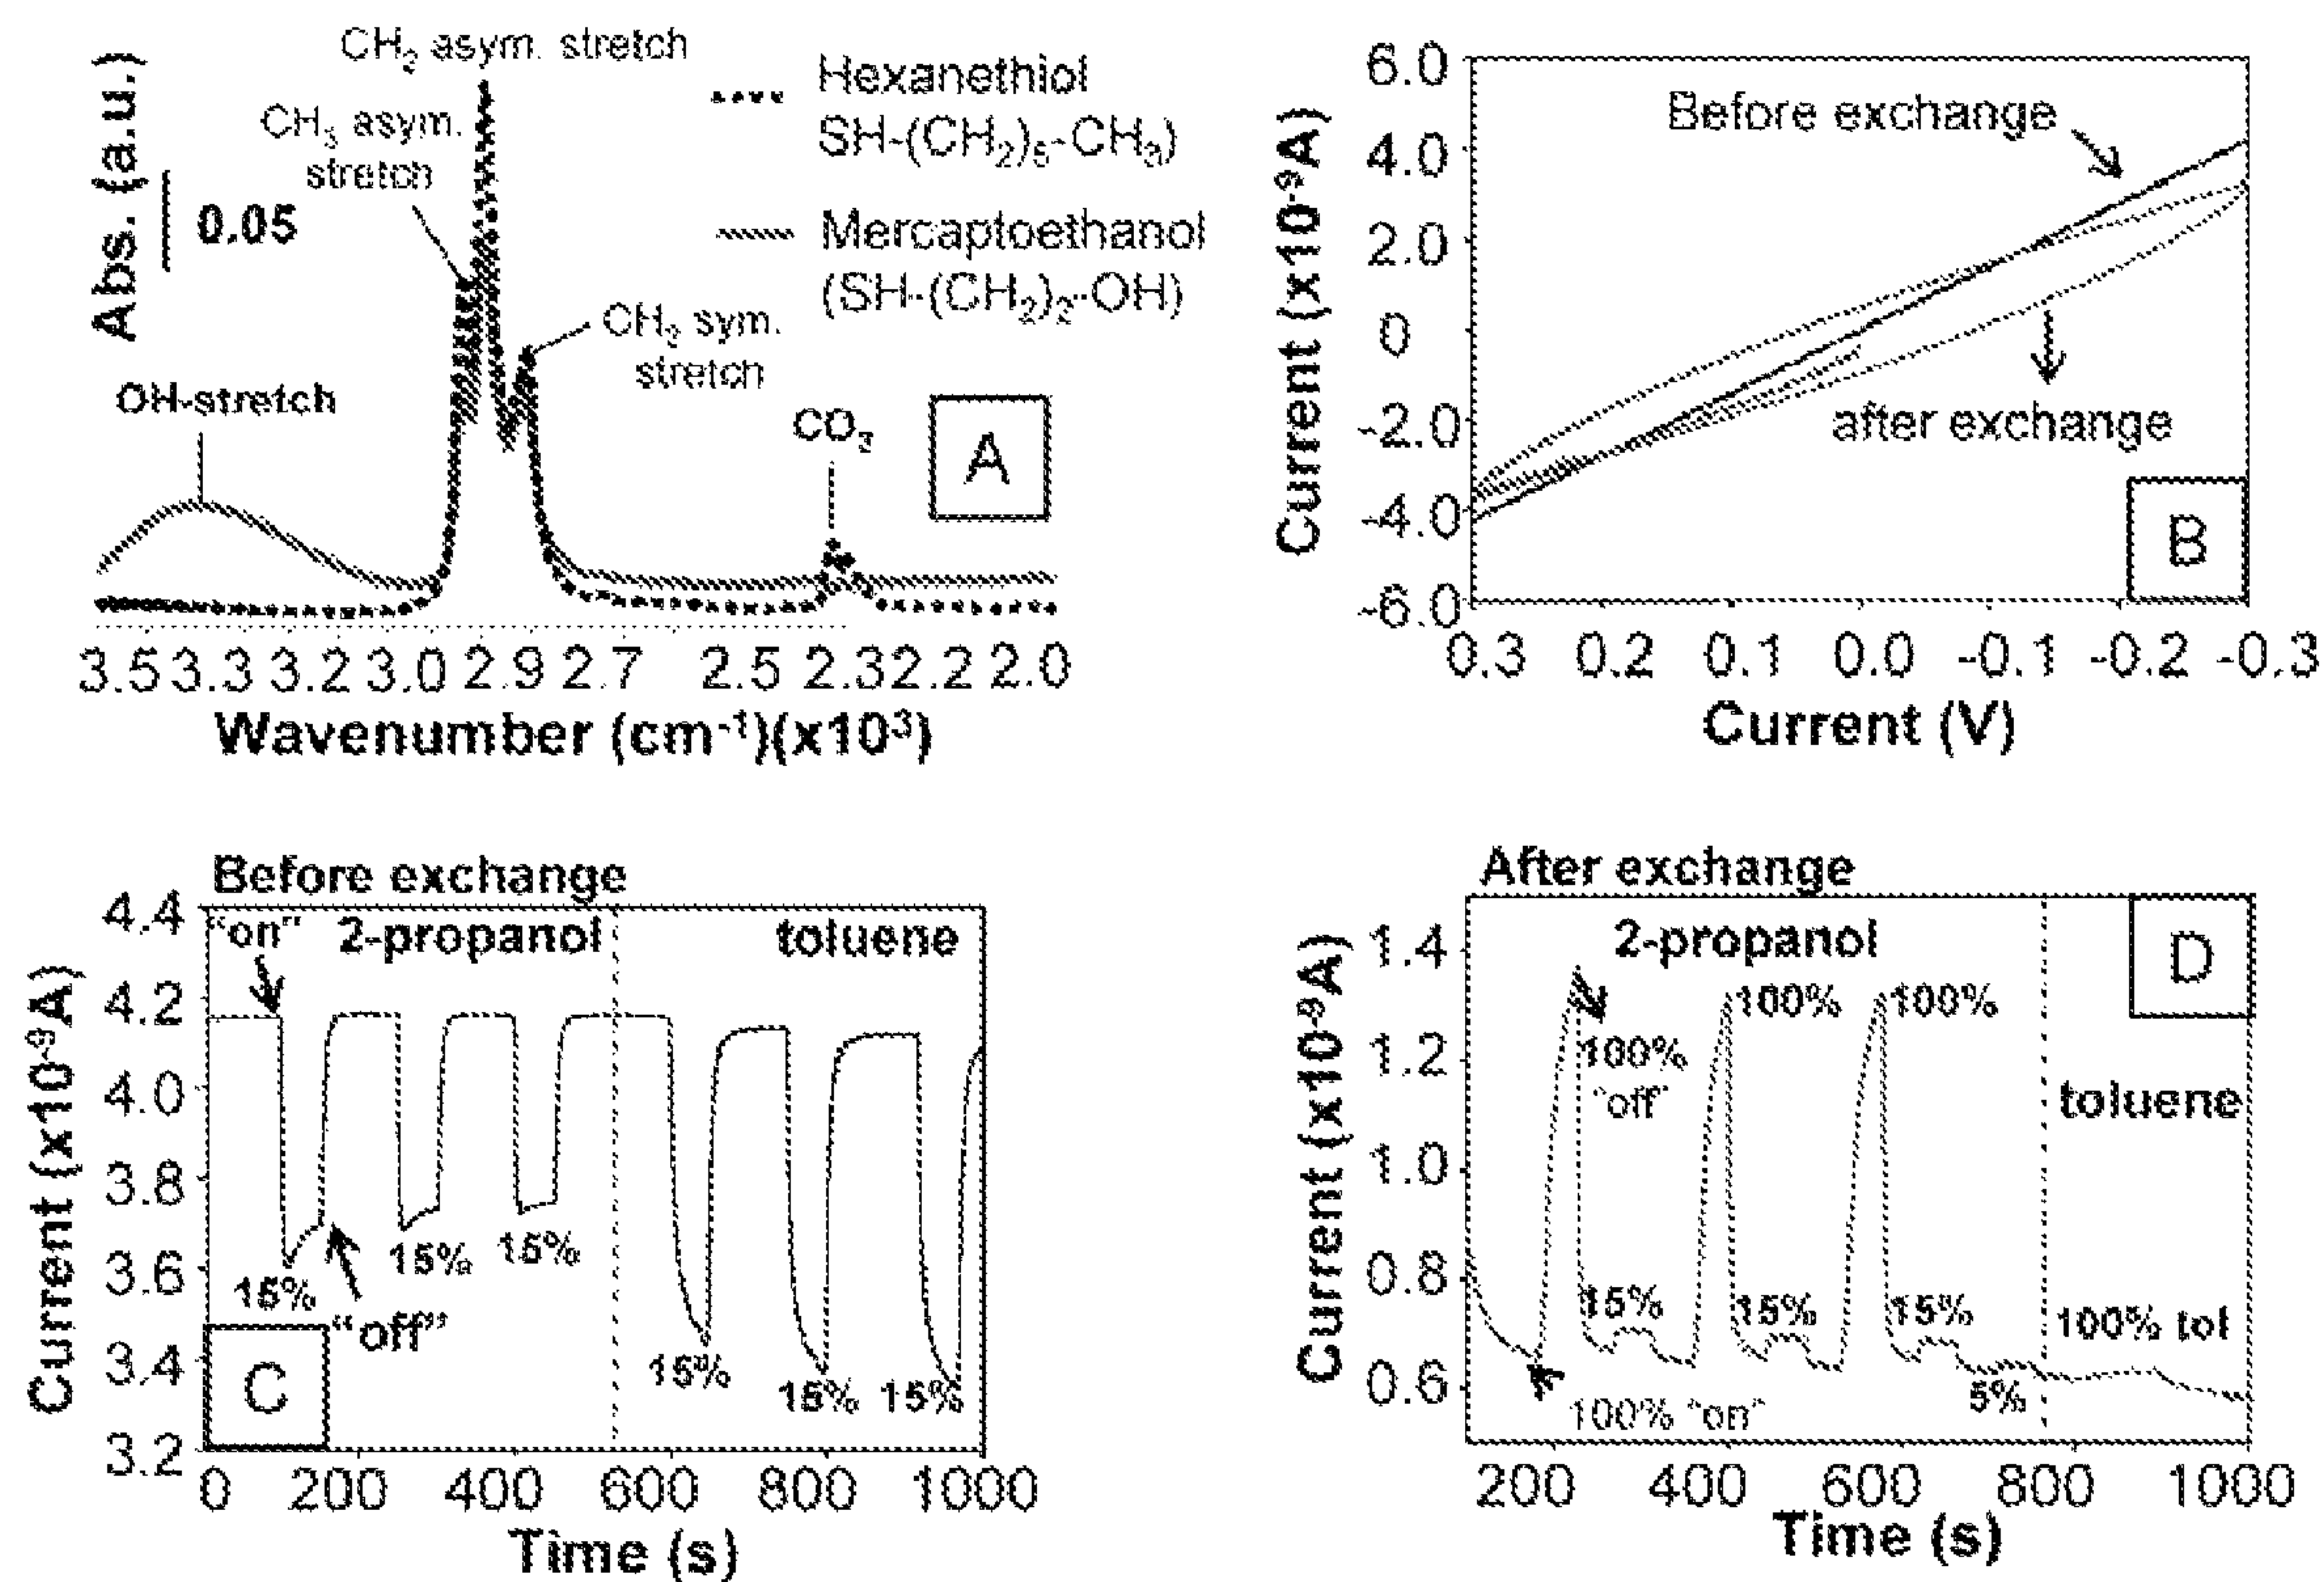 CH₂ asym. stretch
CH₃ asym.
stretch
Hexanethiol
SH-(CH₂)₅-CH₃)
Mercaptoethanol
(SH-(CH₂)₂-OH)
Abs. (a.u.)
0.05
CH₂ sym.
stretch
OH-stretch
CO₃
A
3.5 3.3 3.2 3.0 2.9 2.7 2.5 2.3 2.2 2.0
Wavenumber (cm⁻¹)(x10³)
6.0
4.0
2.0
0
-2.0
-4.0
-6.0
Current (x10⁻⁹A)
Before exchange
after exchange
B
0.3 0.2 0.1 0.0 -0.1 -0.2 -0.3
Current (V)
Before exchange
"on" 2-propanol toluene
4.4
4.2
4.0
3.8
3.6
3.4
3.2
Current (x10⁻⁹A)
15% 15% 15%
"off"
15% 15% 15%
C
0 200 400 600 800 1000
Time (s)
After exchange
2-propanol
D
1.4
1.2
1.0
0.8
0.6
Current (x10⁻⁹A)
100% 100%
100%
"off"
toluene
15% 15% 15%
100% tol
5%
100% "on"
200 400 600 800 1000
Time (s)